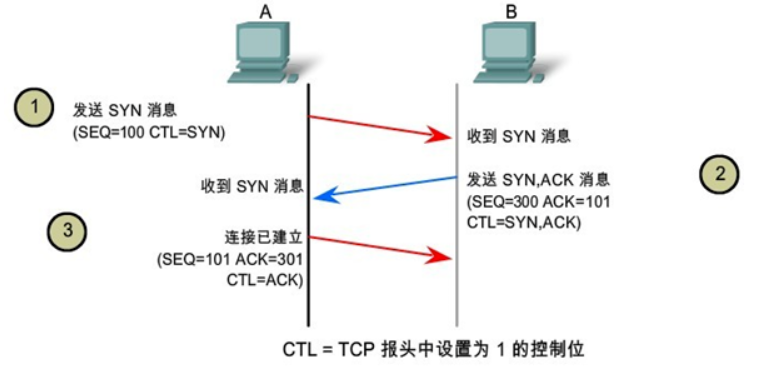 A
B
1
发送 SYN 消息
(SEQ=100 CTL=SYN)
收到 SYN 消息
2
收到 SYN 消息
发送 SYN,ACK 消息
(SEQ=300 ACK=101
CTL=SYN,ACK)
3
连接已建立
(SEQ=101 ACK=301
CTL=ACK)
CTL = TCP 报头中设置为 1 的控制位